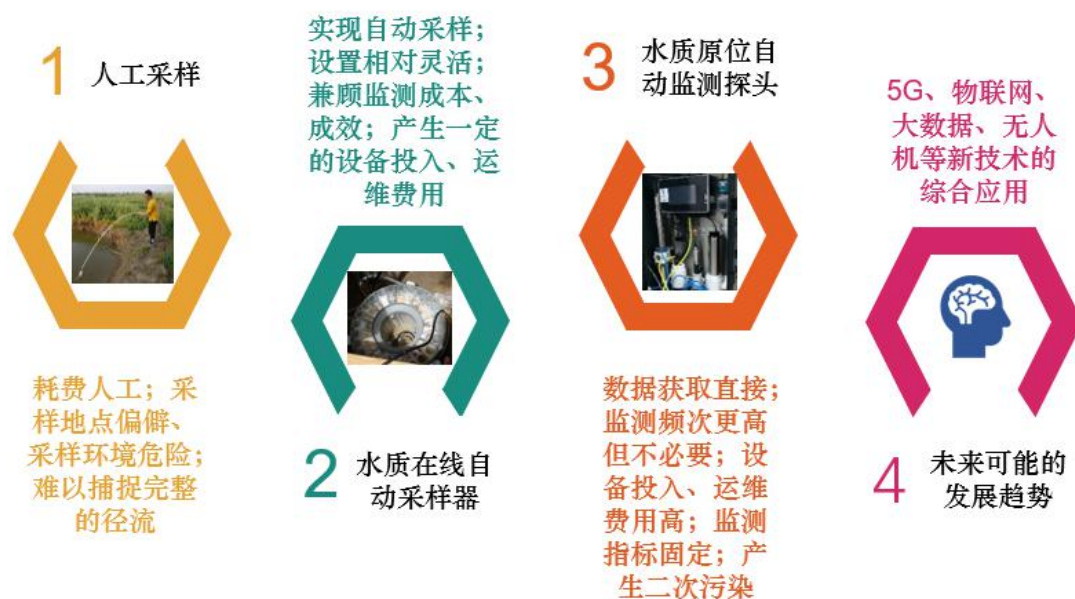 1
人工采样
耗费人工；采
样地点偏僻、
采样环境危险；
难以捕捉完整
的径流
实现自动采样；
设置相对灵活；
兼顾监测成本、
成效；产生一定
的设备投入、运
维费用
2
水质在线自
动采样器
3
水质原位自
动监测探头
数据获取直接；
监测频次更高
但不必要；设
备投入、运维
费用高；监测
指标固定；产
生二次污染
5G、物联网、
大数据、无人
机等新技术的
综合应用
4
未来可能的
发展趋势